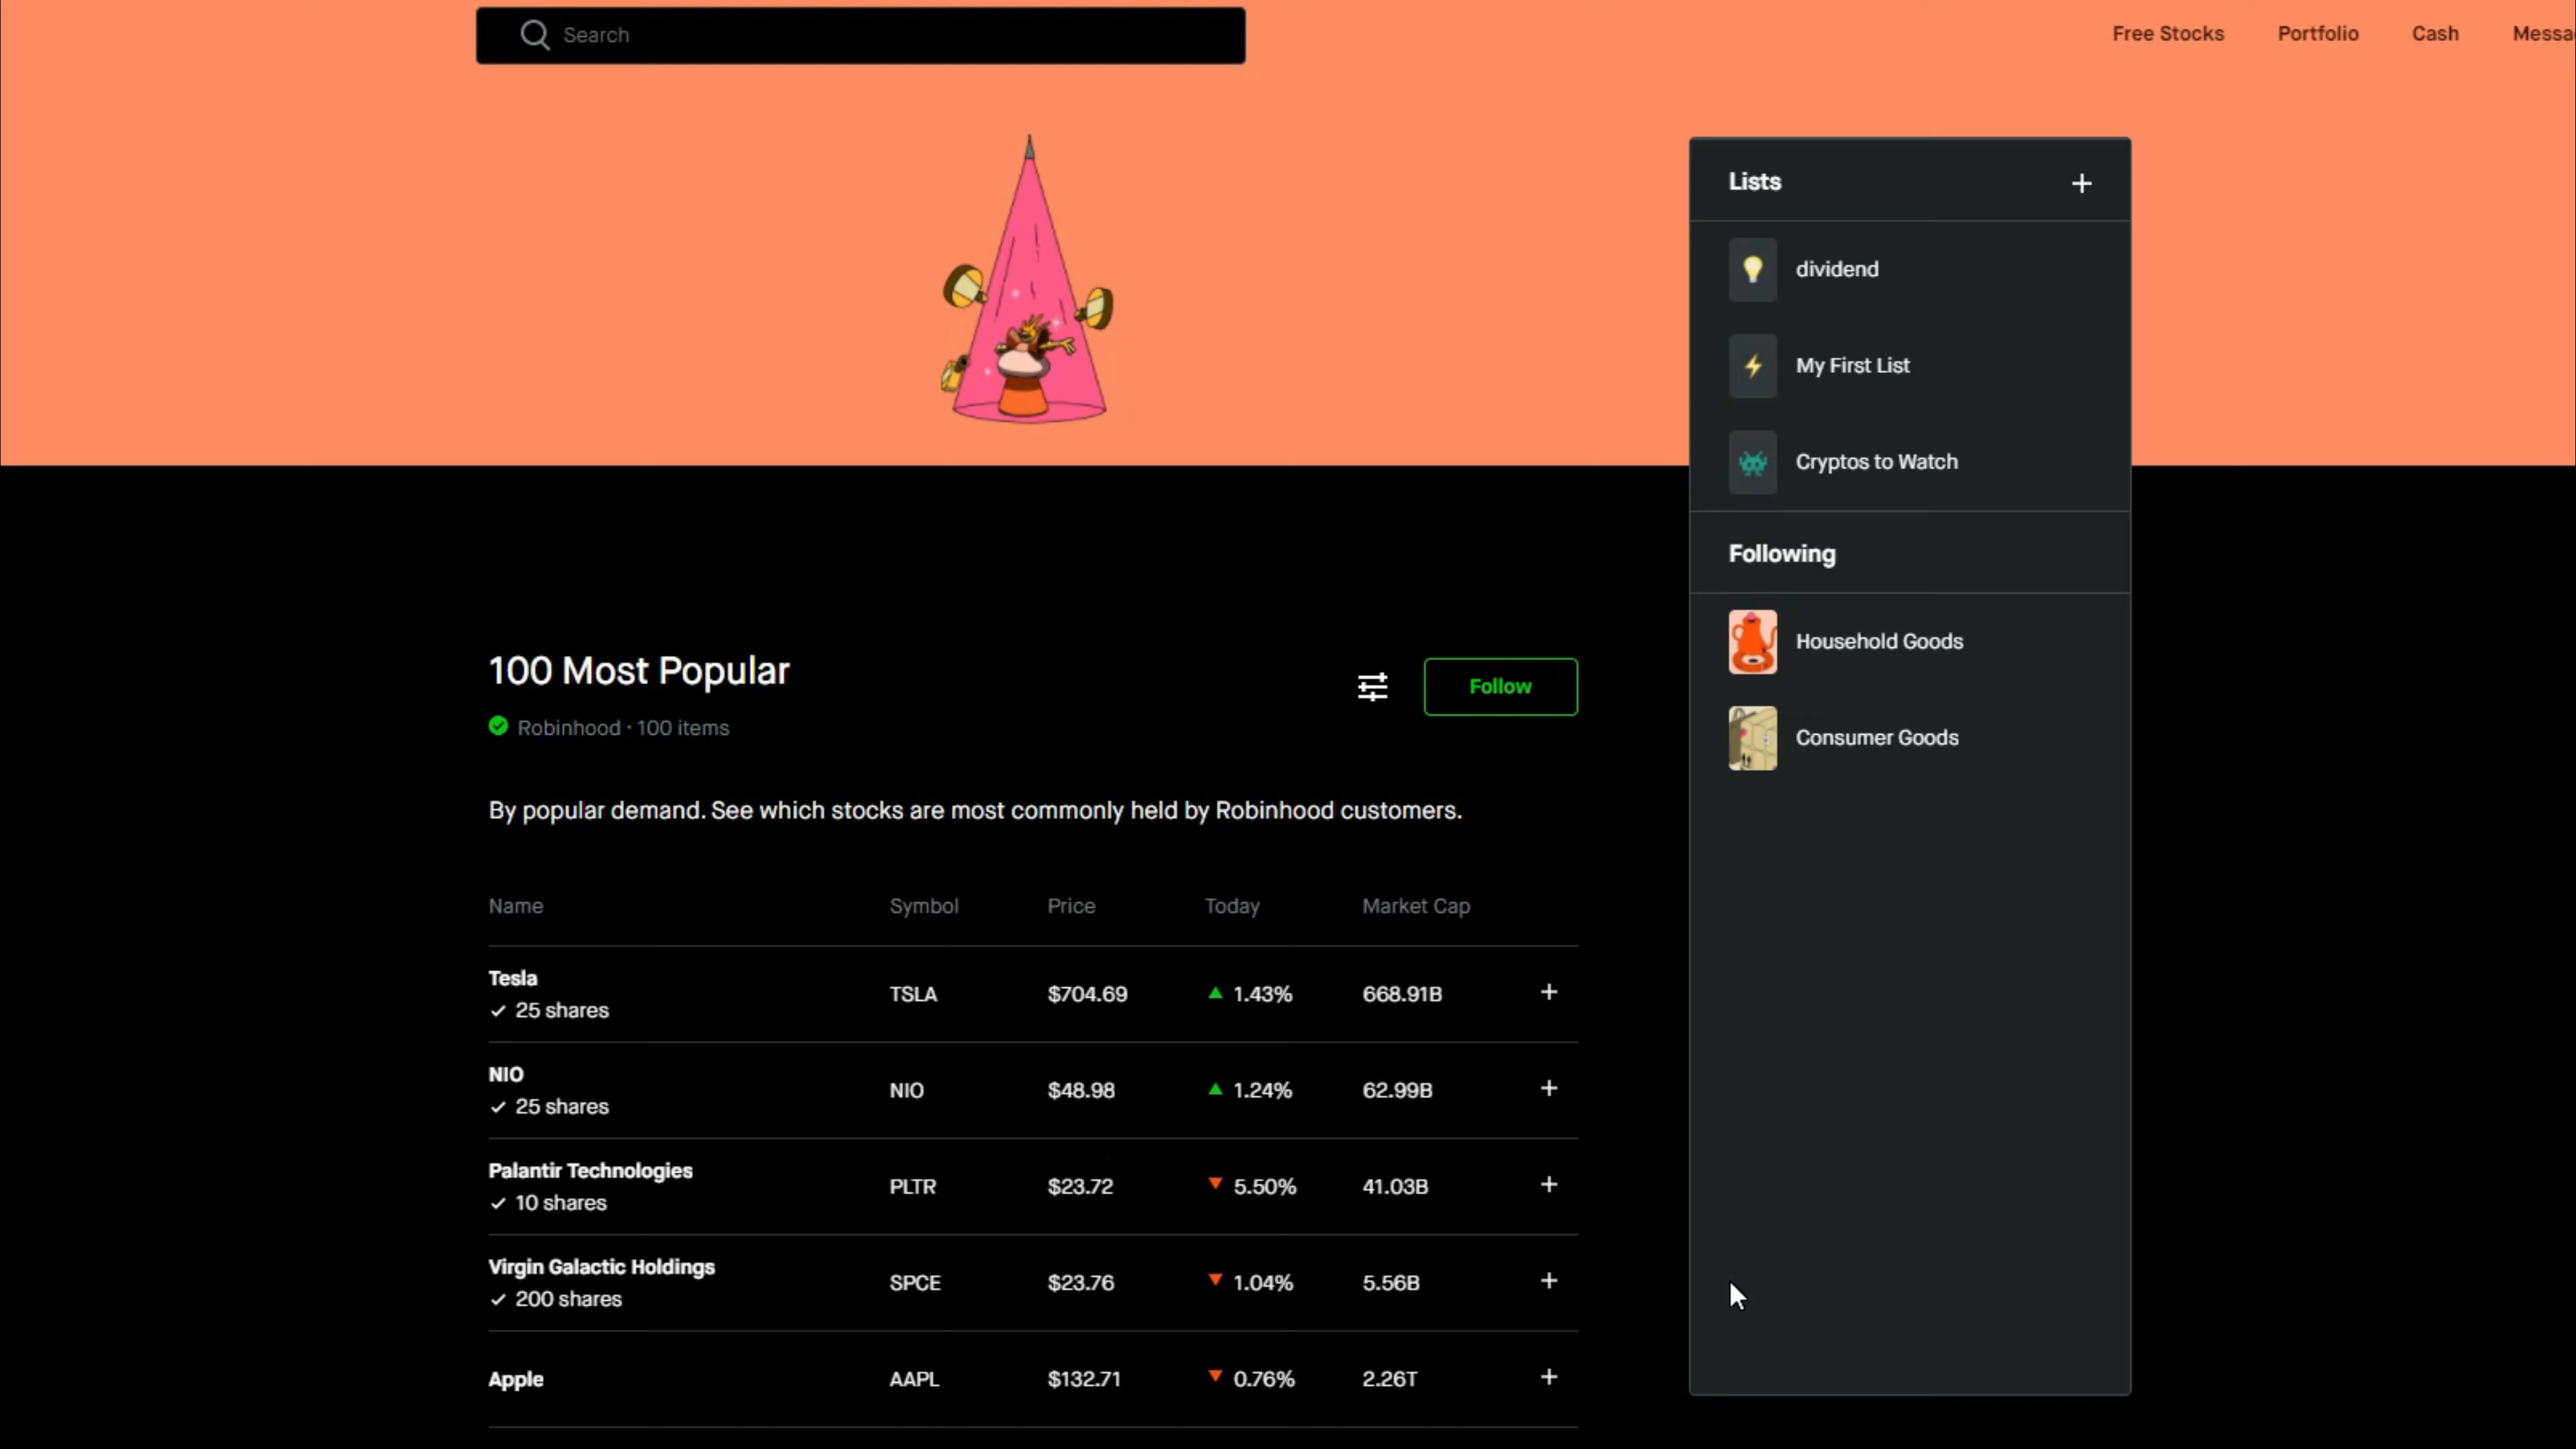 Search
Free Stocks Portfolio Cash Messa
Lists
dividend
My First List
Cryptos to Watch
Following
Household Goods
Consumer Goods
100 Most Popular
Follow
Robinhood · 100 items
By popular demand. See which stocks are most commonly held by Robinhood customers.
Name Symbol Price Today Market Cap
Tesla
25 shares
TSLA $704.69 1.43% 668.91B
NIO
25 shares
NIO $48.98 1.24% 62.99B
Palantir Technologies
10 shares
PLTR $23.72 5.50% 41.03B
Virgin Galactic Holdings
200 shares
SPCE $23.76 1.04% 5.56B
Apple AAPL $132.71 0.76% 2.26T